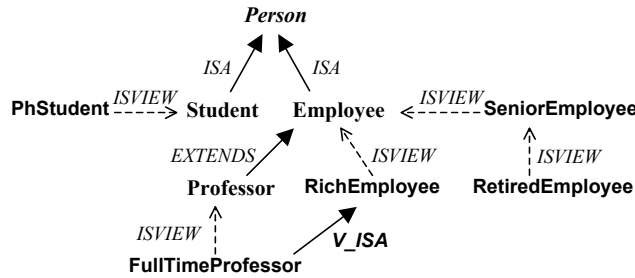 Person
ISA ISA
PhStudent ISVIEW Student Employee ISVIEW SeniorEmployee
EXTENDS ISVIEW ISVIEW
Professor RichEmployee RetiredEmployee
ISVIEW V_ISA
FullTimeProfessor